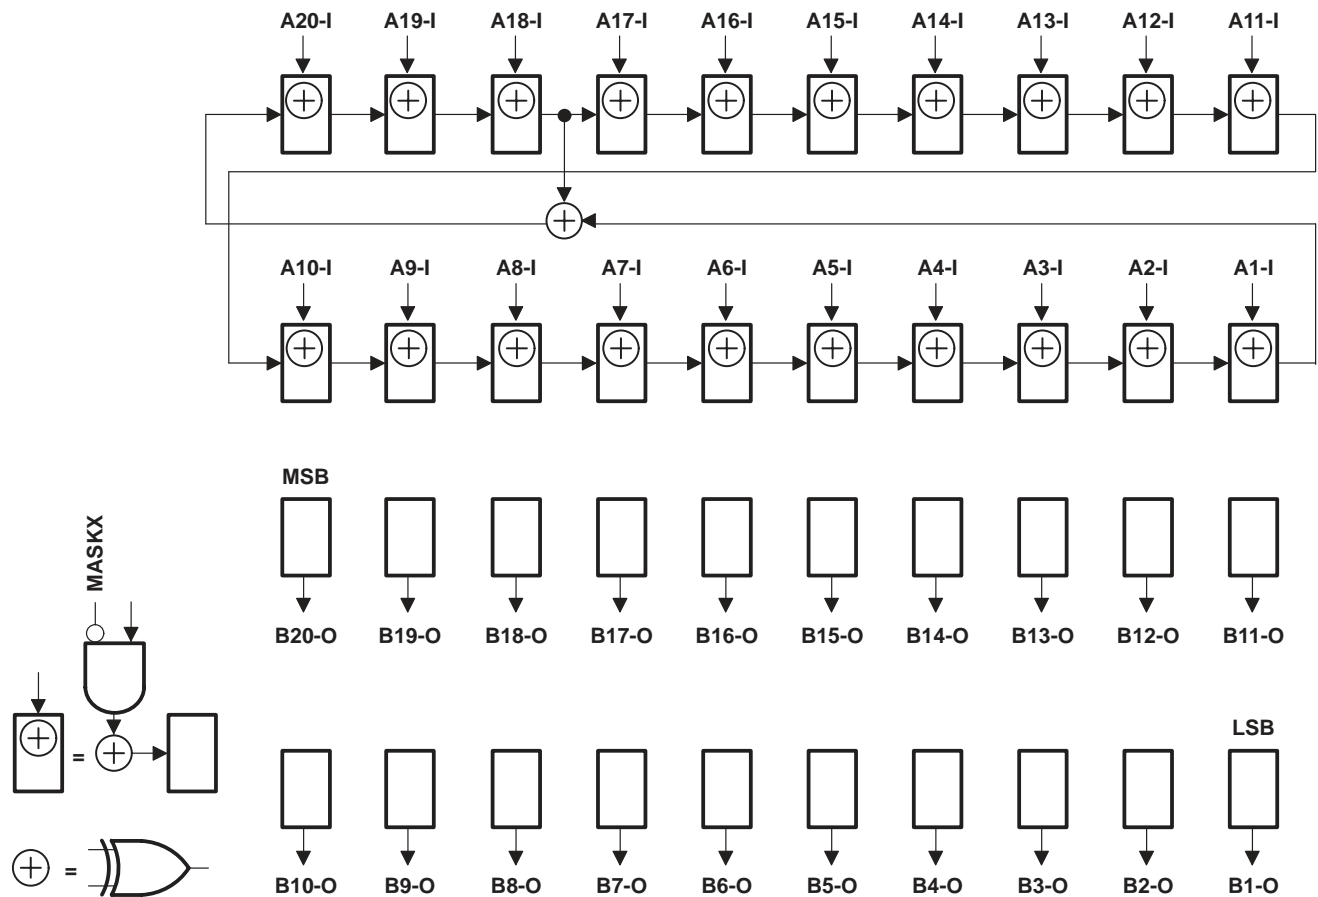 A20-I A19-I A18-I A17-I A16-I A15-I A14-I A13-I A12-I A11-I
A10-I A9-I A8-I A7-I A6-I A5-I A4-I A3-I A2-I A1-I
MSB
MASKX
B20-O B19-O B18-O B17-O B16-O B15-O B14-O B13-O B12-O B11-O
LSB
=
=
B10-O B9-O B8-O B7-O B6-O B5-O B4-O B3-O B2-O B1-O